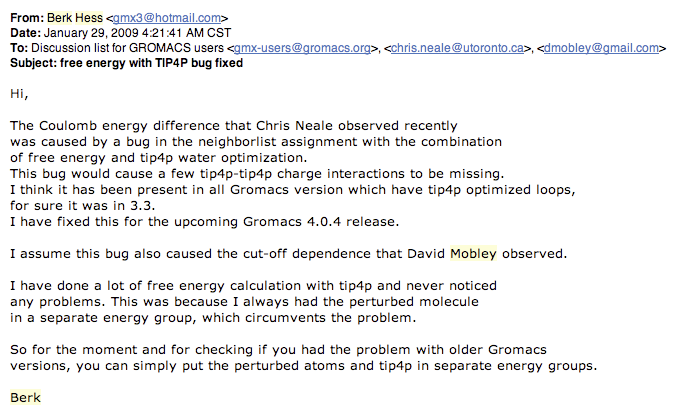 From: Berk Hess <gmx3@hotmail.com>
Date: January 29, 2009 4:21:41 AM CST
To: Discussion list for GROMACS users <gmx-users@gromacs.org>, <chris.neale@utoronto.ca>, <dmobley@gmail.com>
Subject: free energy with TIP4P bug fixed
Hi,
The Coulomb energy difference that Chris Neale observed recently
was caused by a bug in the neighborlist assignment with the combination
of free energy and tip4p water optimization.
This bug would cause a few tip4p-tip4p charge interactions to be missing.
I think it has been present in all Gromacs version which have tip4p optimized loops,
for sure it was in 3.3.
I have fixed this for the upcoming Gromacs 4.0.4 release.
I assume this bug also caused the cut-off dependence that David Mobley observed.
I have done a lot of free energy calculation with tip4p and never noticed
any problems. This was because I always had the perturbed molecule
in a separate energy group, which circumvents the problem.
So for the moment and for checking if you had the problem with older Gromacs
versions, you can simply put the perturbed atoms and tip4p in separate energy groups.
Berk